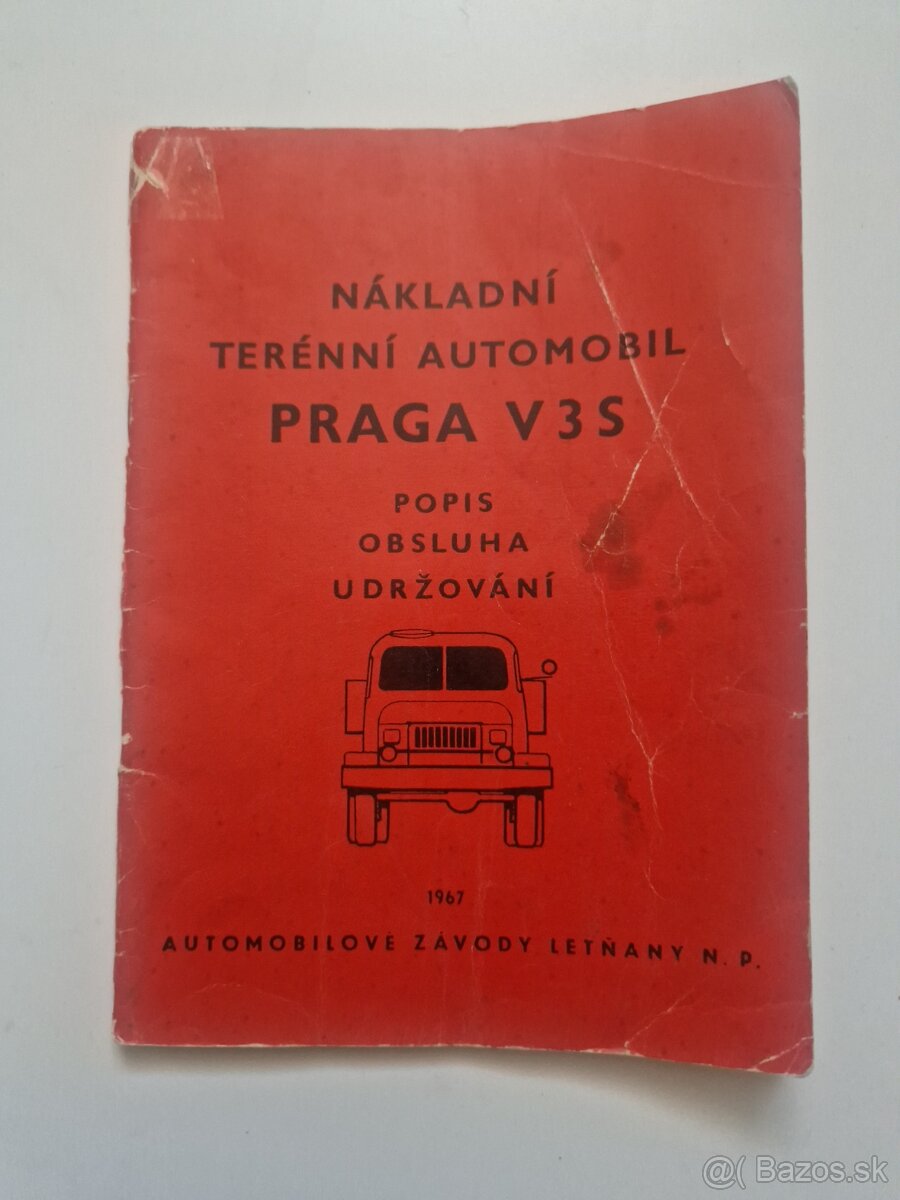 NÁKLADNÍ
TERÉNNÍ AUTOMOBIL
PRAGA V3S
POPIS
OBSLUHA
UDRŽOVÁNÍ
1967
AUTOMOBILOVÉ ZÁVODY LETŇANY N. P.
@( Bazos.sk